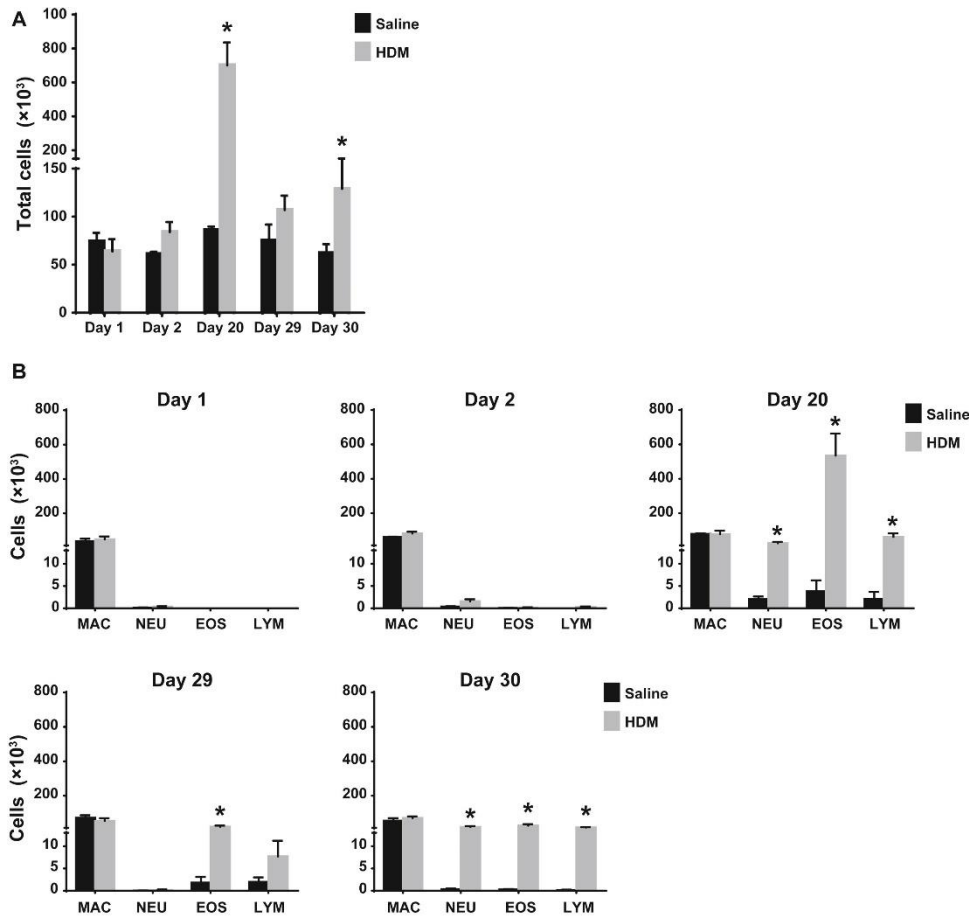 A
Saline
HDM
Total cells (×10³)
1000
800
600
400
200
150
100
50
0
*
*
Day 1 Day 2 Day 20 Day 29 Day 30
B
Day 1
Cells (×10³)
800
600
400
200
10
5
0
MAC NEU EOS LYM
Day 2
800
600
400
200
10
5
0
MAC NEU EOS LYM
Day 20
Saline
HDM
800
600
400
200
10
5
0
*
*
*
MAC NEU EOS LYM
Day 29
Cells (×10³)
800
600
400
200
10
5
0
*
MAC NEU EOS LYM
Day 30
Saline
HDM
800
600
400
200
10
5
0
* * *
MAC NEU EOS LYM